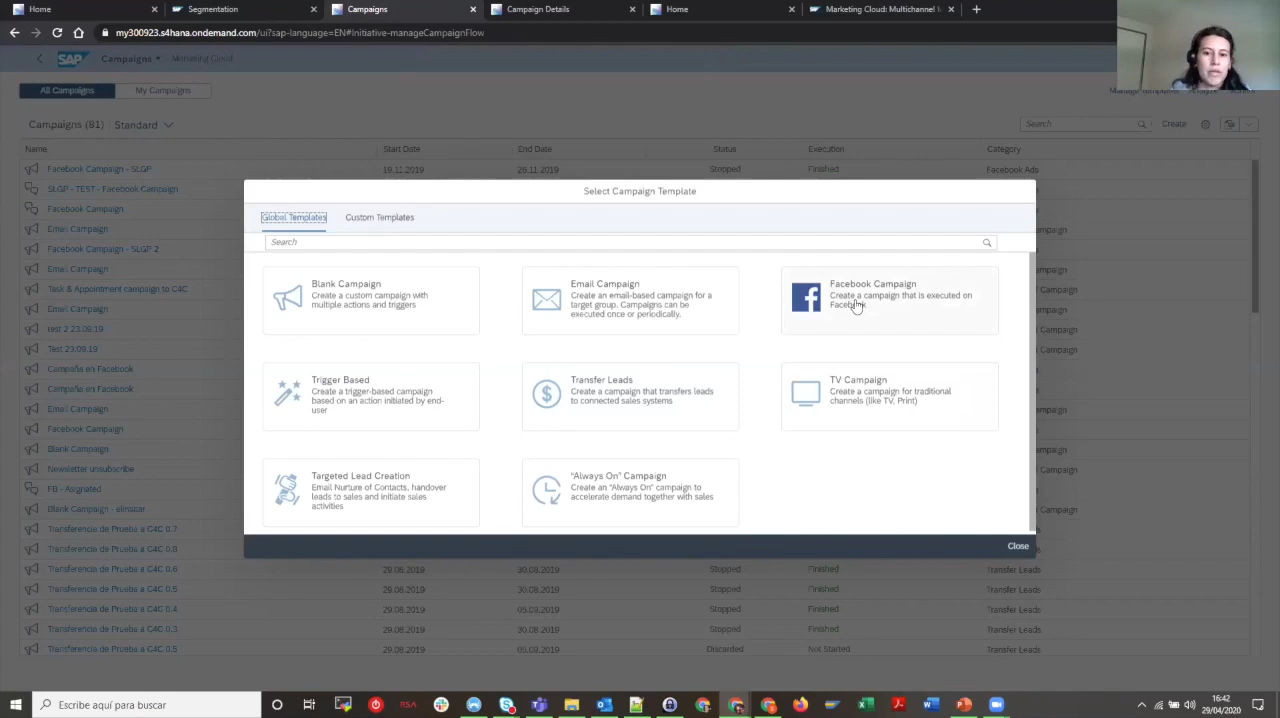 Home
Segmentation
Campaigns
Campaign Details
Home
Marketing Cloud Multichannel
my300923.s4hana.ondemand.com/ui?sap-language=EN#Initiative-manageCampaignFlow
SAP
Campaigns
Marketing Cloud
All Campaigns
My Campaigns
Campaigns (81) Standard
Search
Create
Name Start Date End Date Status Execution Category
Facebook Campaign - SLGP 19.11.2019 26.11.2019 Stopped Finished Facebook Ads
SLGP - TEST - Facebook Campaign
Facebook Campaign
Email Campaign
Facebook Campaign - SLGP 2
Email Campaign
Task & Appointment campaign to C4C
Email Campaign
test 2 23.09.19
Test 23.09.19
Campaña en Facebook
Campaña en Facebook
Email Campaign
Facebook Campaign
Blank Campaign
Newsletter unsubscribe
FB - Asignated
Blank Campaign - eliminar
Transferencia de Prueba a C4C 0.7
Transferencia de Prueba a C4C 0.8
Transferencia de Prueba a C4C 0.6 29.08.2019 30.08.2019 Stopped Finished Transfer Leads
Transferencia de Prueba a C4C 0.5 29.08.2019 30.08.2019 Stopped Finished Transfer Leads
Transferencia de Prueba a C4C 0.4 29.08.2019 05.09.2019 Stopped Finished Transfer Leads
Transferencia de Prueba a C4C 0.3 29.08.2019 30.08.2019 Stopped Finished Transfer Leads
Transferencia de Prueba a C4C 0.5 29.08.2019 05.09.2019 Discarded Not Started Transfer Leads
Select Campaign Template
Global Templates
Custom Templates
Search
Blank Campaign
Create a custom campaign with
multiple actions and triggers
Email Campaign
Create an email-based campaign for a
target group. Campaigns can be
executed once or periodically.
Facebook Campaign
Create a campaign that is executed on
Facebook
Trigger Based
Create a trigger-based campaign
based on an action initiated by end-
user
Transfer Leads
Create a campaign that transfers leads
to connected sales systems
TV Campaign
Create a campaign for traditional
channels (like TV, Print)
Targeted Lead Creation
Email Nurture of Contacts, handover
leads to sales and initiate sales
activities
"Always On" Campaign
Create an "Always On" campaign to
accelerate demand together with sales
Close
Escribe aquí para buscar
RSA
16:42
29/04/2020